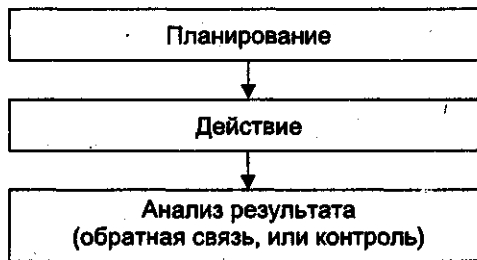 Планирование
Действие
Анализ результата
(обратная связь, или контроль)